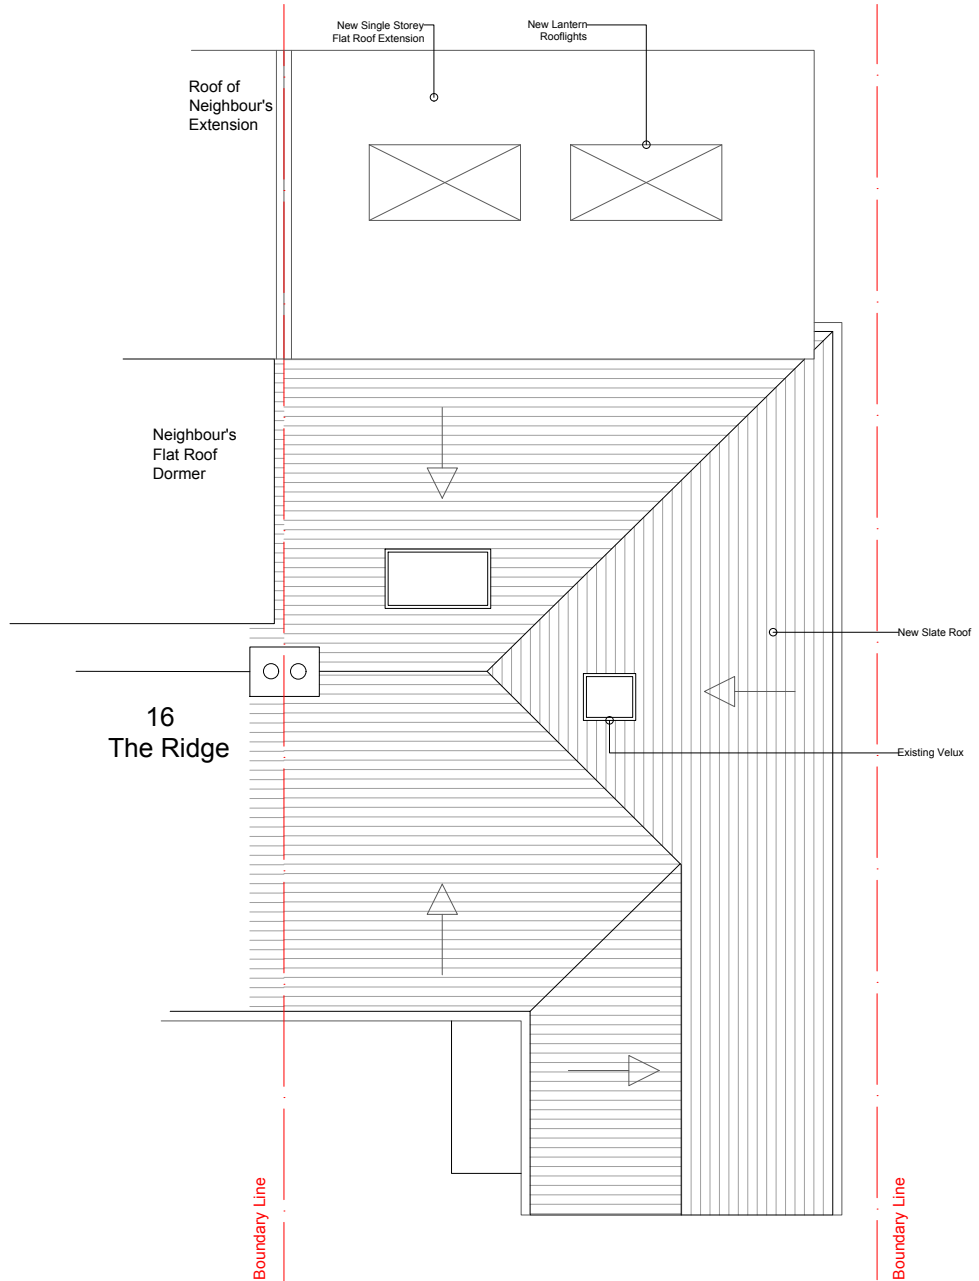 New Single Storey
Flat Roof Extension
New Lantern
Rooflights
Roof of
Neighbour's
Extension
Neighbour's
Flat Roof
Dormer
New Slate Roof
16
The Ridge
Existing Velux
Boundary Line
Boundary Line